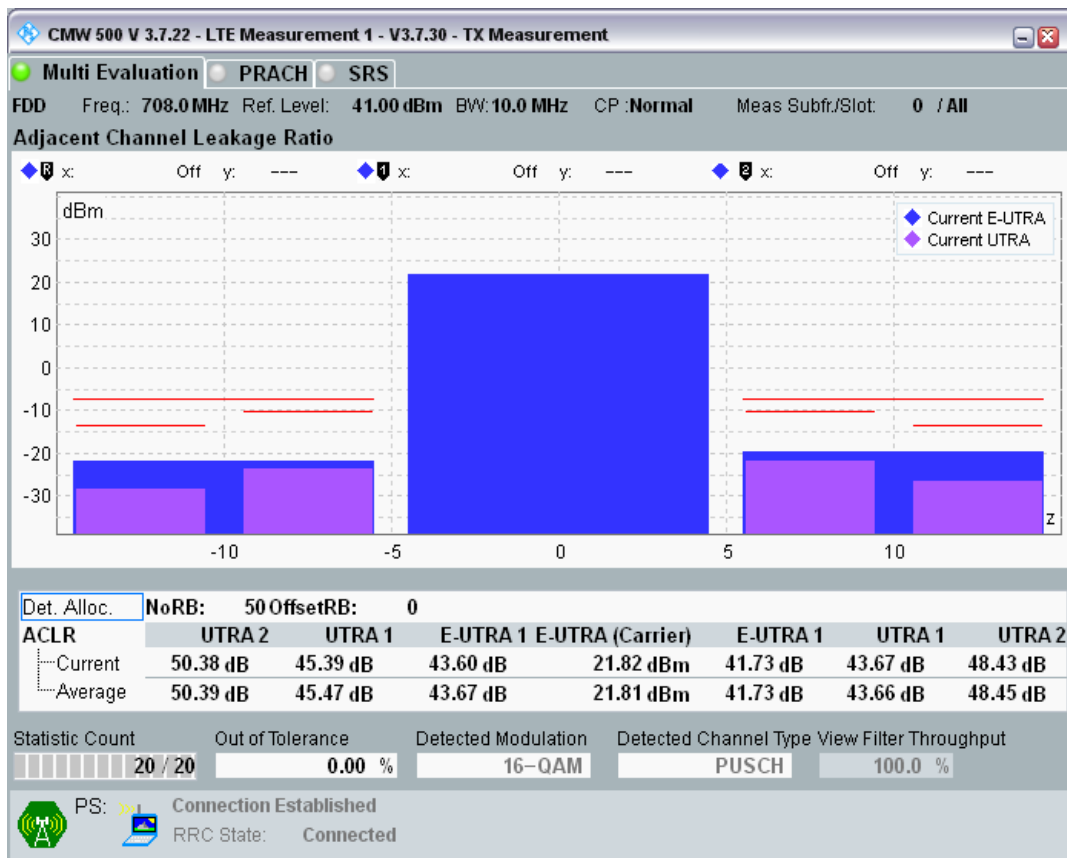 CMW 500 V 3.7.22 - LTE Measurement 1 - V3.7.30 - TX Measurement
Multi Evaluation PRACH SRS
FDD Freq.: 708.0 MHz Ref. Level: 41.00 dBm BW: 10.0 MHz CP :Normal Meas Subfr./Slot: 0 / All
Adjacent Channel Leakage Ratio
R x: Off y: --- 1 x: Off y: --- 2 x: Off y: ---
dBm
Current E-UTRA
Current UTRA
30
20
10
0
-10
-20
-30
z
-10 -5 0 5 10
Det. Alloc. NoRB: 50 OffsetRB: 0
ACLR UTRA 2 UTRA 1 E-UTRA 1 E-UTRA (Carrier) E-UTRA 1 UTRA 1 UTRA 2
Current 50.38 dB 45.39 dB 43.60 dB 21.82 dBm 41.73 dB 43.67 dB 48.43 dB
Average 50.39 dB 45.47 dB 43.67 dB 21.81 dBm 41.73 dB 43.66 dB 48.45 dB
Statistic Count Out of Tolerance Detected Modulation Detected Channel Type View Filter Throughput
20 / 20 0.00 % 16-QAM PUSCH 100.0 %
PS: Connection Established
RRC State: Connected